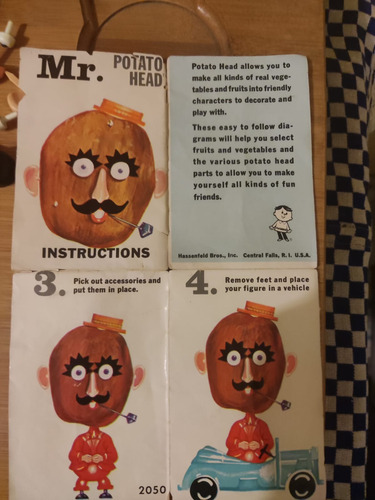 Mr. POTATO
HEAD
INSTRUCTIONS
Potato Head allows you to
make all kinds of real vege-
tables and fruits into friendly
characters to decorate and
play with.
These easy to follow dia-
grams will help you select
fruits and vegetables and
the various potato head
parts to allow you to make
yourself all kinds of fun
friends.
Hassenfeld Bros., Inc. Central Falls, R. I. U.S.A.
3. Pick out accessories and
put them in place.
2050
4. Remove feet and place
your figure in a vehicle